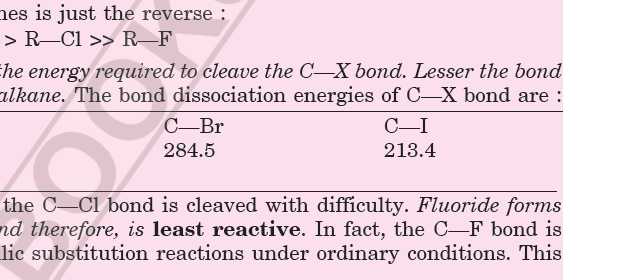 nes is just the reverse :
> R—Cl >> R—F
the energy required to cleave the C—X bond. Lesser the bond
alkane. The bond dissociation energies of C—X bond are :
C—Br C—I
284.5 213.4
the C—Cl bond is cleaved with difficulty. Fluoride forms
nd therefore, is least reactive. In fact, the C—F bond is
lic substitution reactions under ordinary conditions. This
BOOK